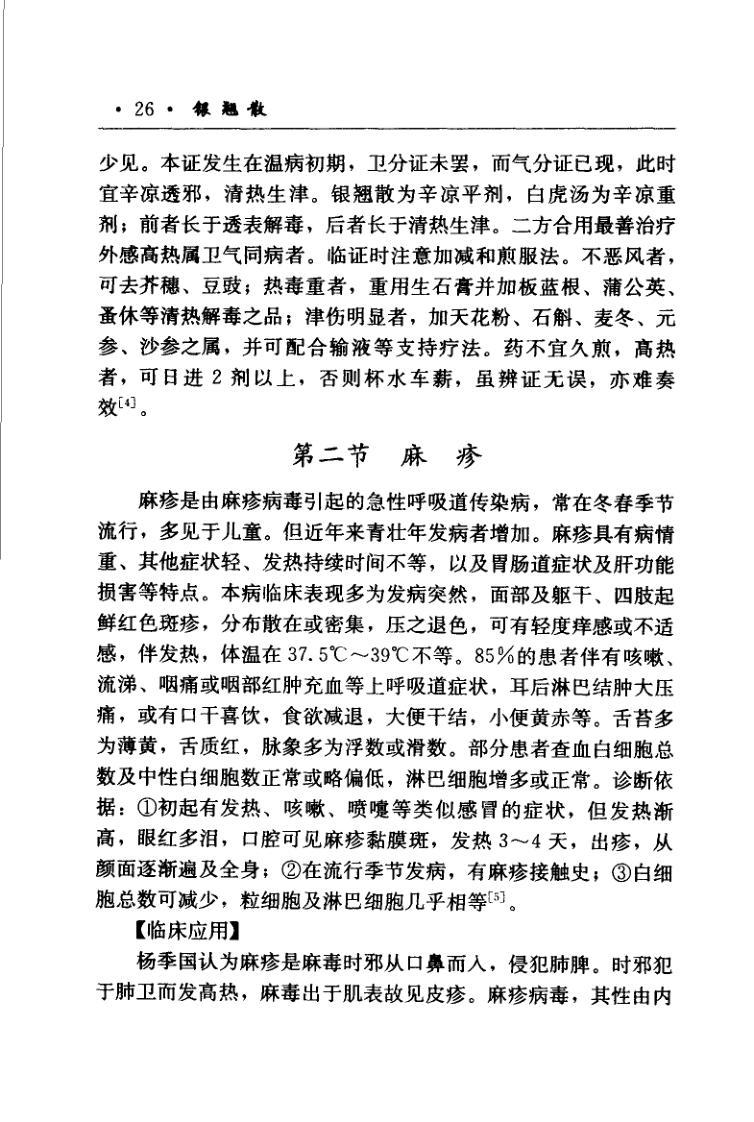 · 26 · 银翘散
少见。本证发生在温病初期，卫分证未罢，而气分证已现，此时
宜辛凉透邪，清热生津。银翘散为辛凉平剂，白虎汤为辛凉重
剂；前者长于透表解毒，后者长于清热生津。二方合用最善治疗
外感高热属卫气同病者。临证时注意加减和煎服法。不恶风者，
可去芥穗、豆豉；热毒重者，重用生石膏并加板蓝根、蒲公英、
蚤休等清热解毒之品；津伤明显者，加天花粉、石斛、麦冬、元
参、沙参之属，并可配合输液等支持疗法。药不宜久煎，高热
者，可日进 2 剂以上，否则杯水车薪，虽辨证无误，亦难奏
效[4]。
第二节 麻疹
麻疹是由麻疹病毒引起的急性呼吸道传染病，常在冬春季节
流行，多见于儿童。但近年来青壮年发病者增加。麻疹具有病情
重、其他症状轻、发热持续时间不等，以及胃肠道症状及肝功能
损害等特点。本病临床表现多为发病突然，面部及躯干、四肢起
鲜红色斑疹，分布散在或密集，压之退色，可有轻度痒感或不适
感，伴发热，体温在 37.5℃～39℃不等。85%的患者伴有咳嗽、
流涕、咽痛或咽部红肿充血等上呼吸道症状，耳后淋巴结肿大压
痛，或有口干喜饮，食欲减退，大便干结，小便黄赤等。舌苔多
为薄黄，舌质红，脉象多为浮数或滑数。部分患者查血白细胞总
数及中性白细胞数正常或略偏低，淋巴细胞增多或正常。诊断依
据：①初起有发热、咳嗽、喷嚏等类似感冒的症状，但发热渐
高，眼红多泪，口腔可见麻疹黏膜斑，发热 3～4 天，出疹，从
颜面逐渐遍及全身；②在流行季节发病，有麻疹接触史；③白细
胞总数可减少，粒细胞及淋巴细胞几乎相等[5]。
【临床应用】
杨季国认为麻疹是麻毒时邪从口鼻而入，侵犯肺脾。时邪犯
于肺卫而发高热，麻毒出于肌表故见皮疹。麻疹病毒，其性由内